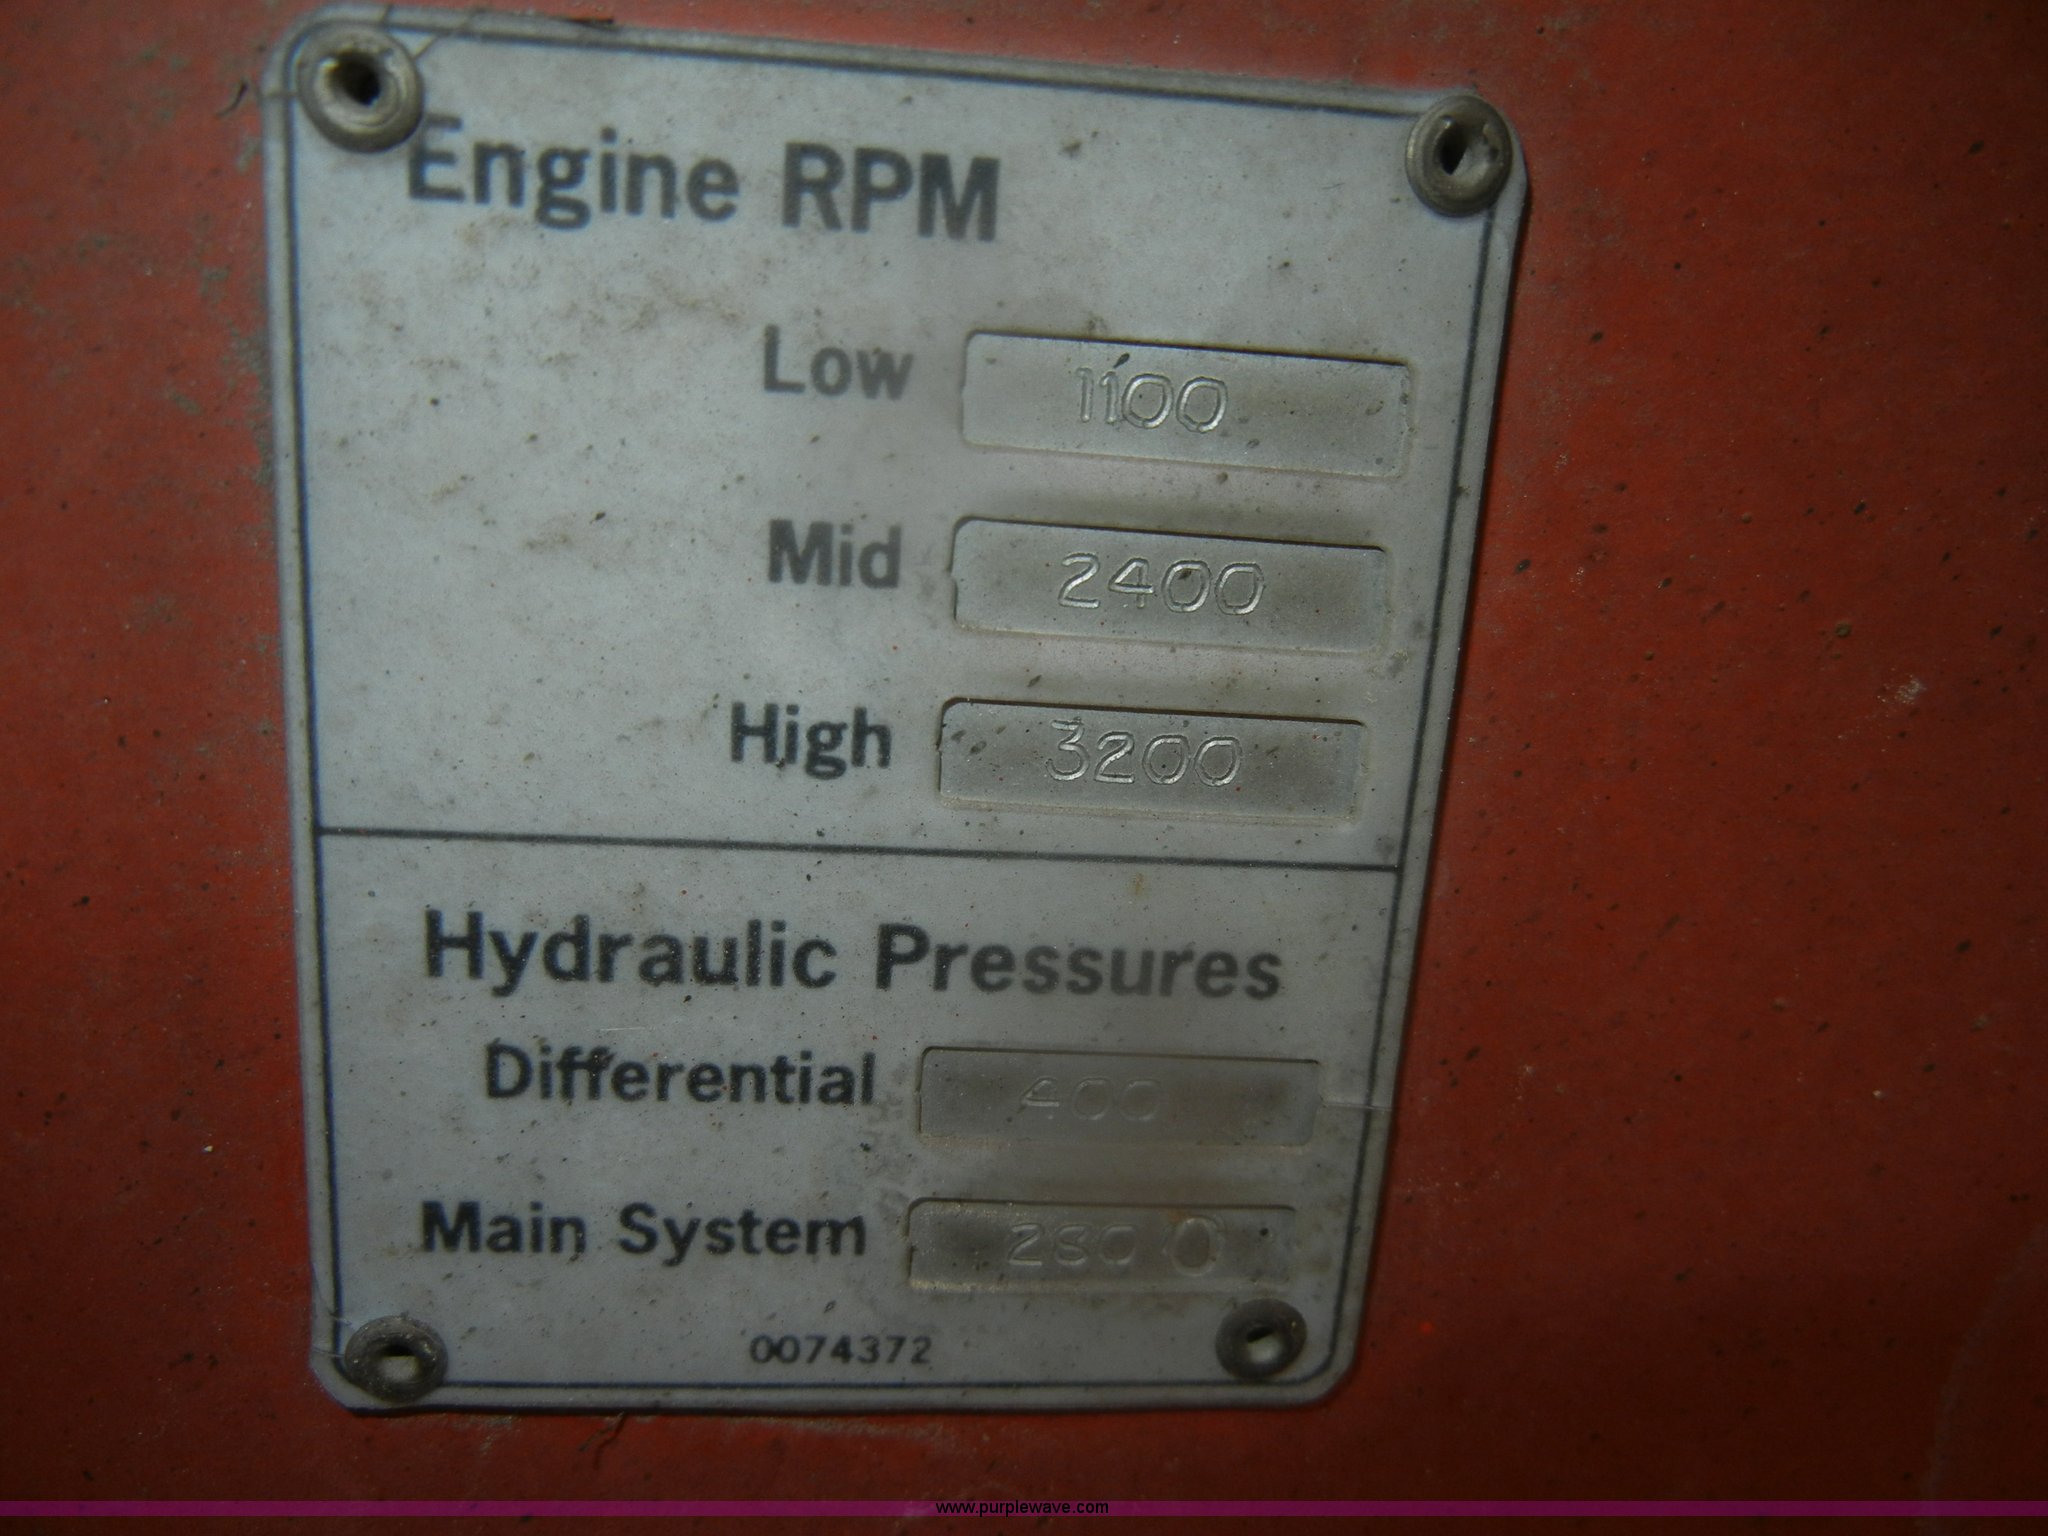 Engine RPM
Low 1100
Mid 2400
High 3200
Hydraulic Pressures
Differential 400
Main System 2800
0074372
www.purplewave.com